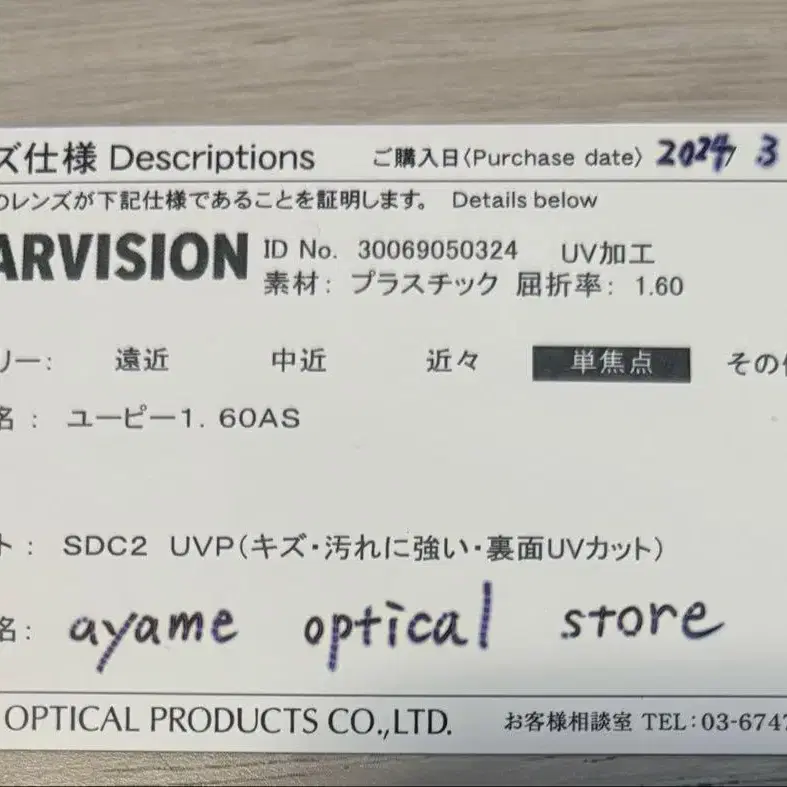 ズ仕様 Descriptions ご購入日〈Purchase date〉 2024 3
レンズが下記仕様であることを証明します。 Details below
ARVISION ID No. 30069050324 UV加工
素材: プラスチック 屈折率: 1.60
リー: 遠近 中近 近々 単焦点 その
名: ユーピー1. 60AS
ト: SDC2 UVP(キズ・汚れに強い・裏面UVカット)
名: ayame optical store
OPTICAL PRODUCTS CO.,LTD. お客様相談室 TEL:03-6747